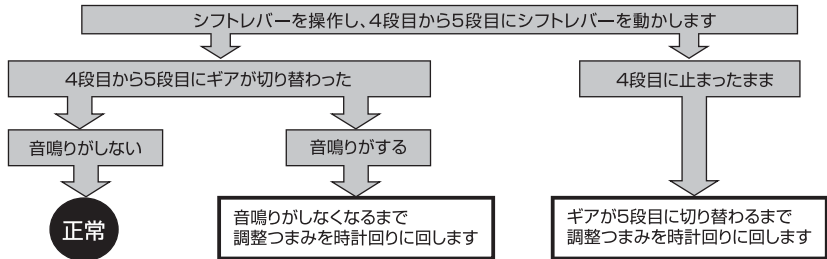 シフトレバーを操作し、4段目から5段目にシフトレバーを動かします
4段目から5段目にギアが切り替わった
4段目に止まったまま
音鳴りがしない
音鳴りがする
正常
音鳴りがしなくなるまで
調整つまみを時計回りに回します
ギアが5段目に切り替わるまで
調整つまみを時計回りに回します